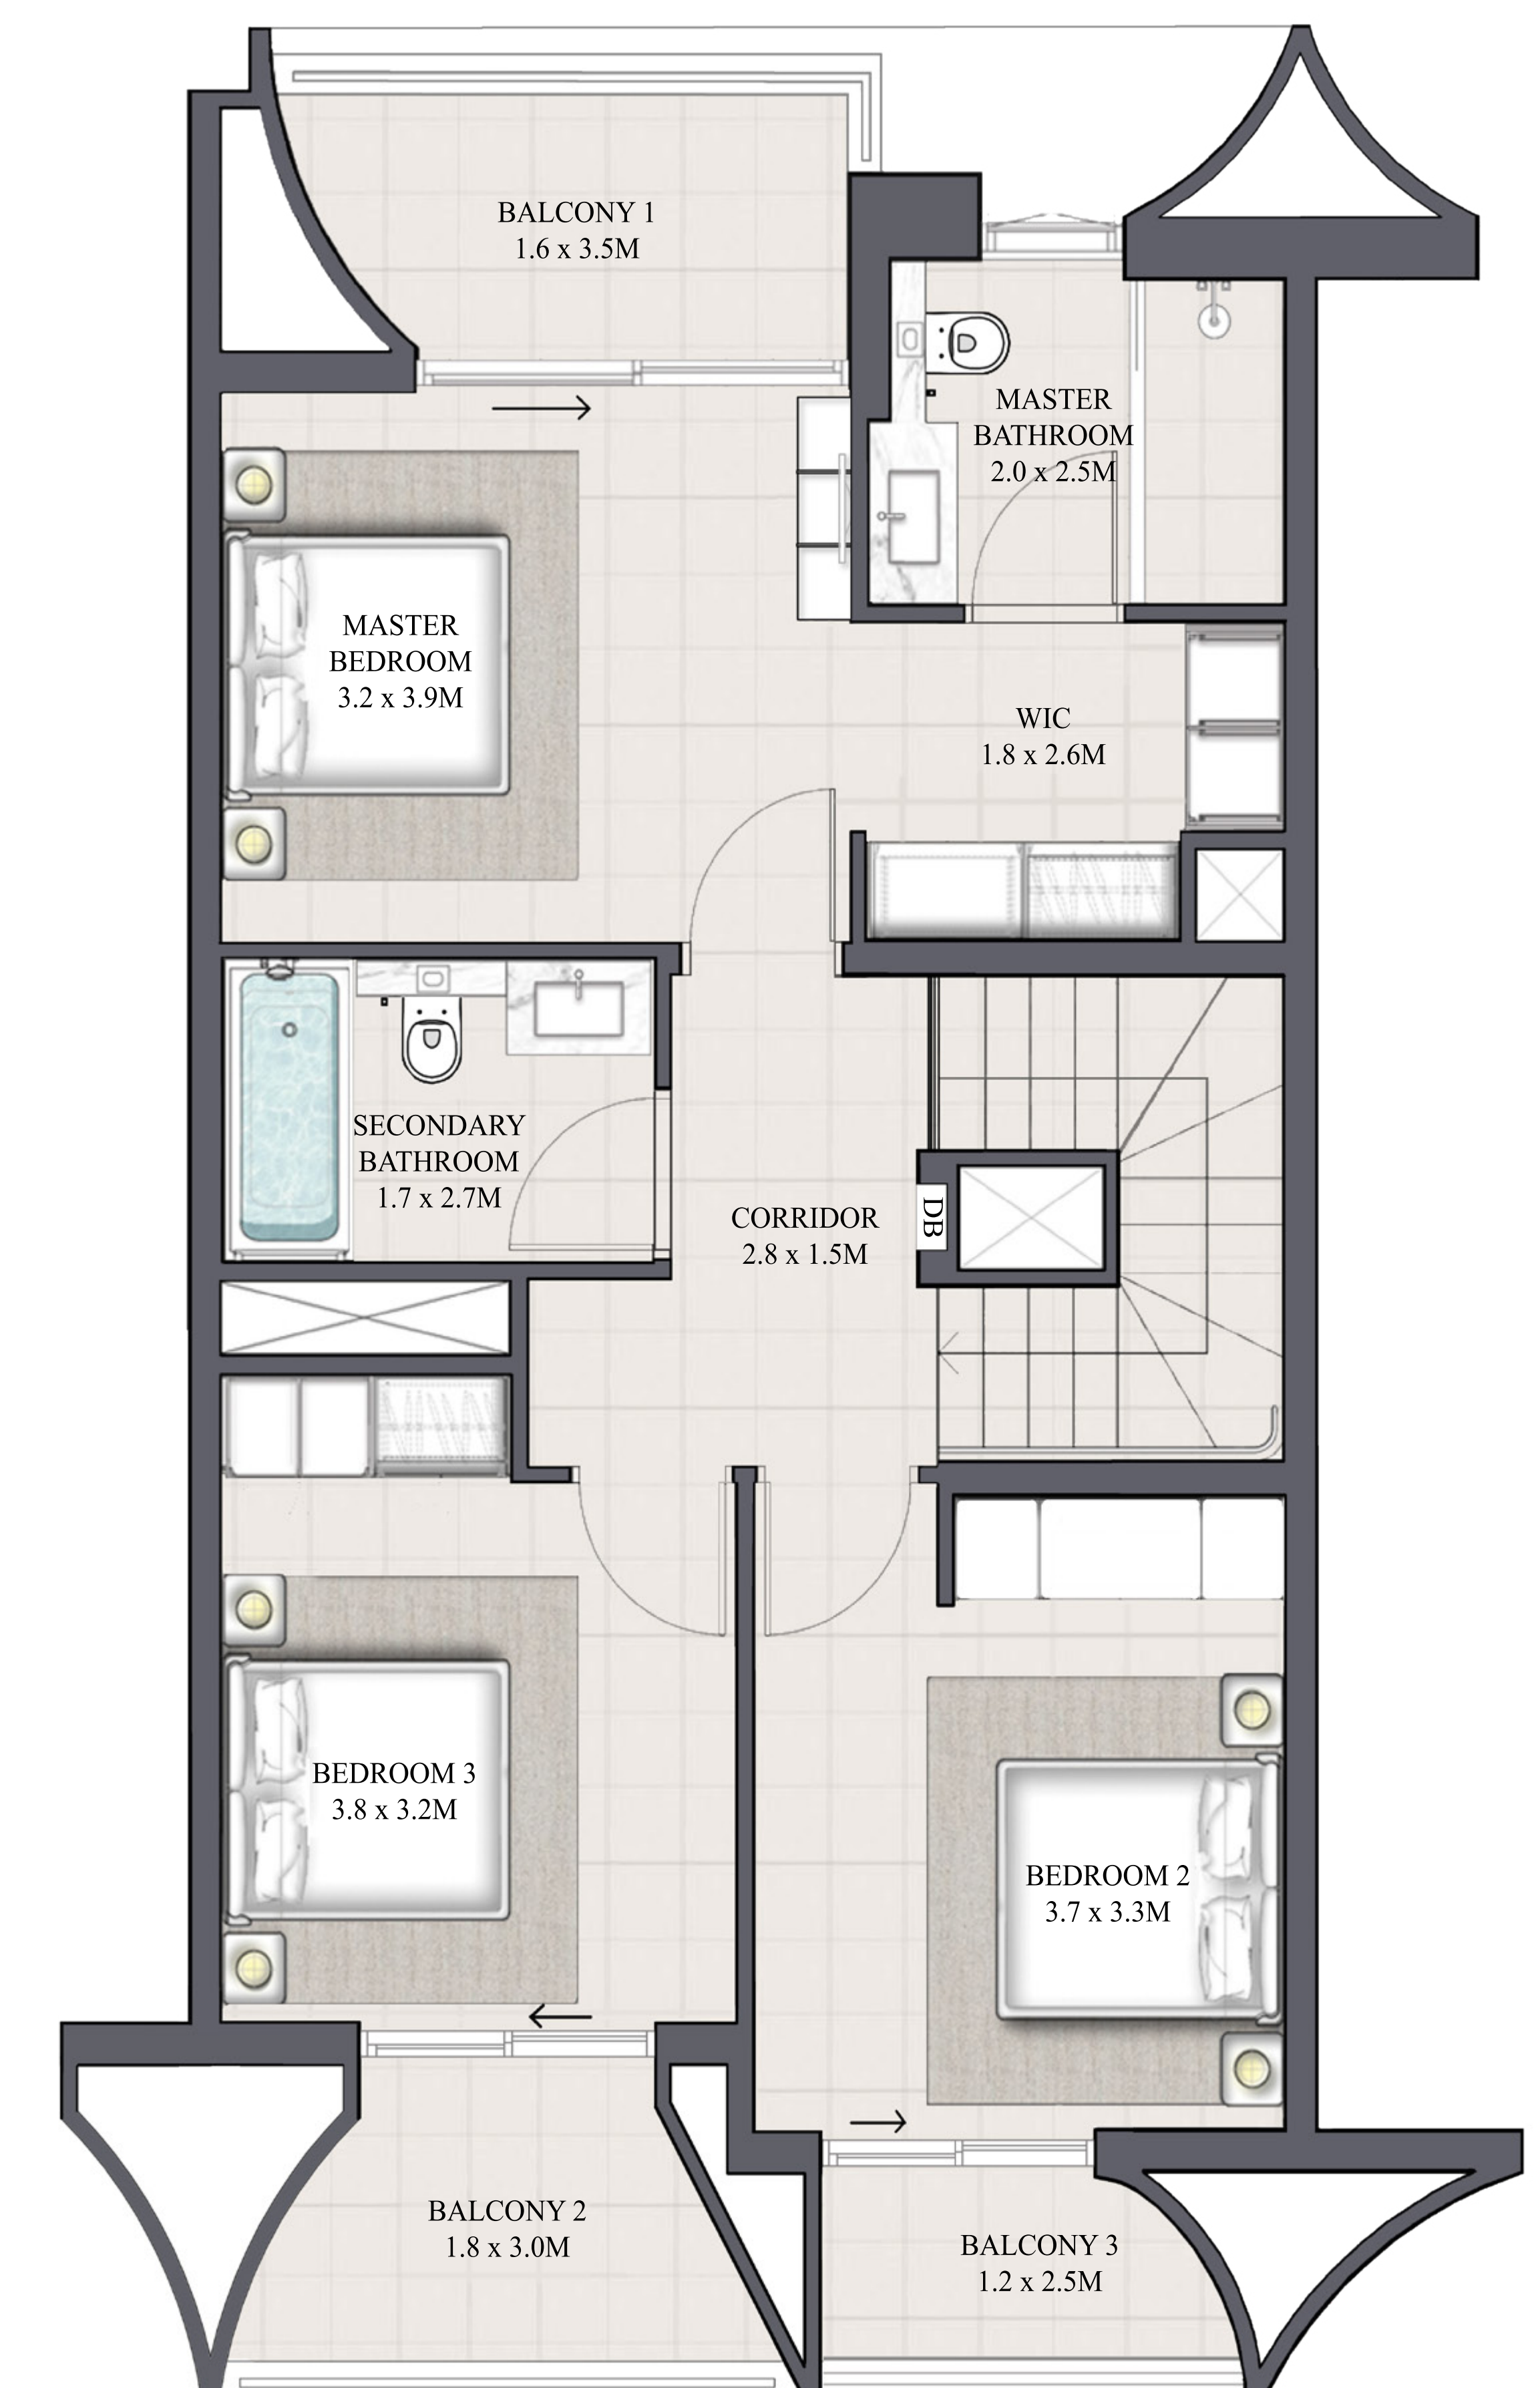 BALCONY 1
1.6 x 3.5M
MASTER
BATHROOM
2.0 x 2.5M
MASTER
BEDROOM
3.2 x 3.9M
WIC
1.8 x 2.6M
SECONDARY
BATHROOM
1.7 x 2.7M
CORRIDOR
2.8 x 1.5M
DB
BEDROOM 3
3.8 x 3.2M
BEDROOM 2
3.7 x 3.3M
BALCONY 2
1.8 x 3.0M
BALCONY 3
1.2 x 2.5M